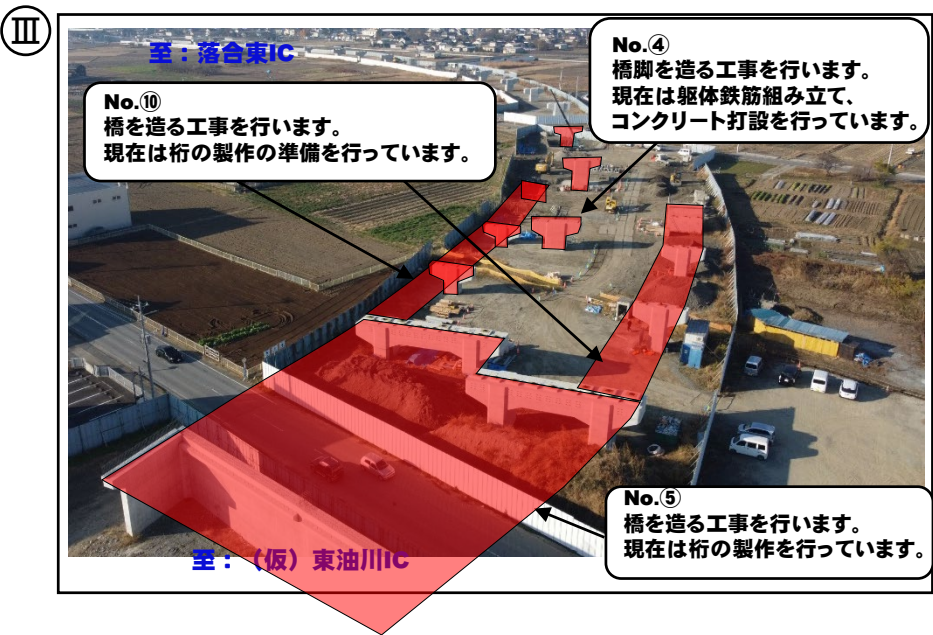 Ⅲ
至：落合東IC
No.④
橋脚を造る工事を行います。
現在は躯体鉄筋組み立て、
コンクリート打設を行っています。
No.⑩
橋を造る工事を行います。
現在は桁の製作の準備を行っています。
No.⑤
橋を造る工事を行います。
現在は桁の製作を行っています。
至：（仮）東油川IC